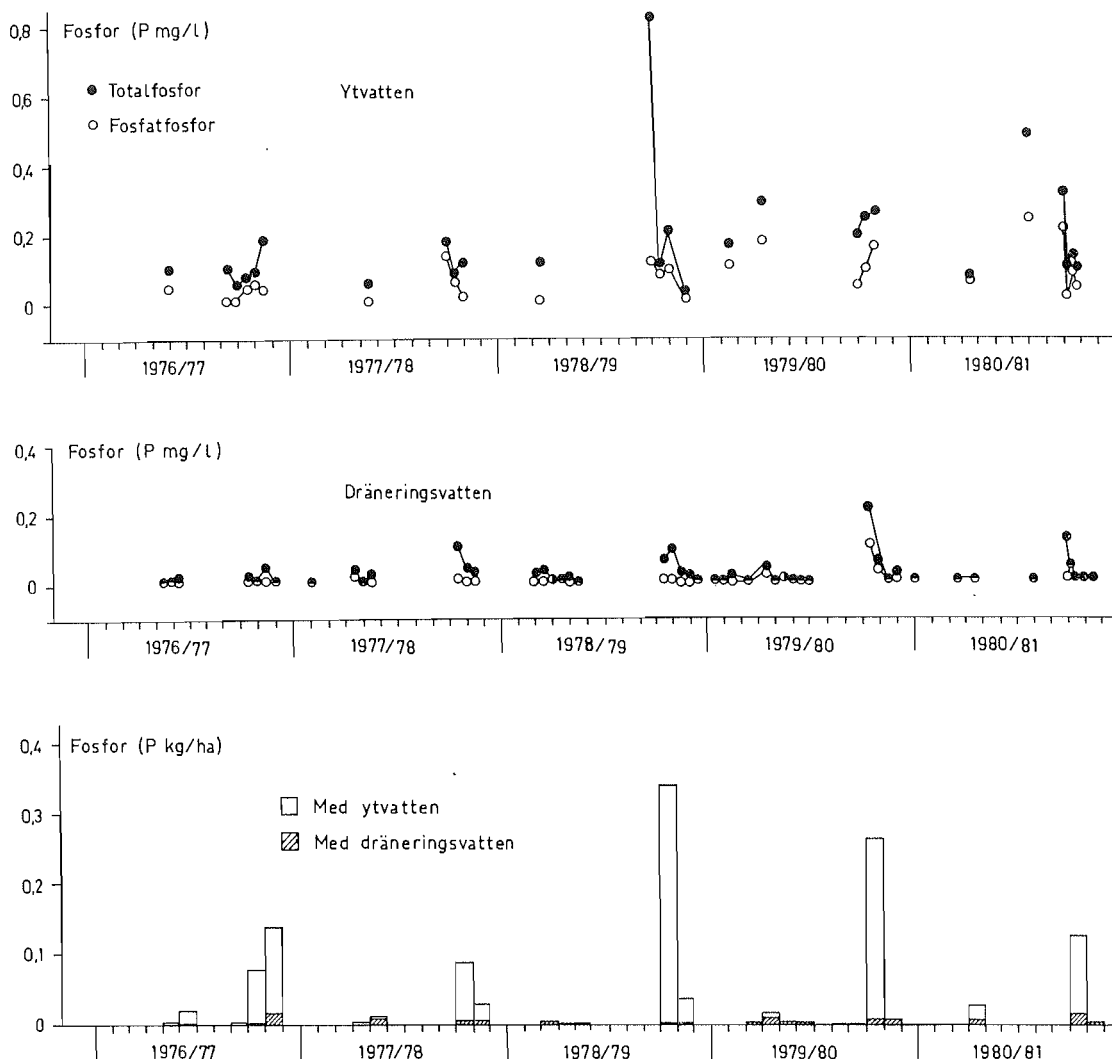 Fosfor (P mg/l)
0,8
Totalfosfor
Ytvatten
Fosfatfosfor
0,6
0,4
0,2
0
1976/77 1977/78 1978/79 1979/80 1980/81
Fosfor (P mg/l)
0,4
Dräneringsvatten
0,2
0
1976/77 1977/78 1978/79 1979/80 1980/81
Fosfor (P kg/ha)
0,4
Med ytvatten
0,3
Med dräneringsvatten
0,2
0,1
0
1976/77 1977/78 1978/79 1979/80 1980/81